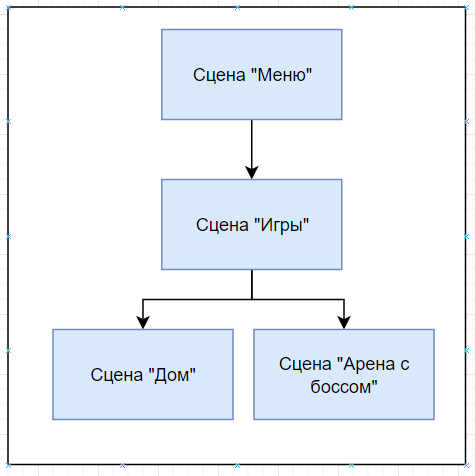 Сцена "Меню"
Сцена "Игры"
Сцена "Дом"
Сцена "Арена с
боссом"